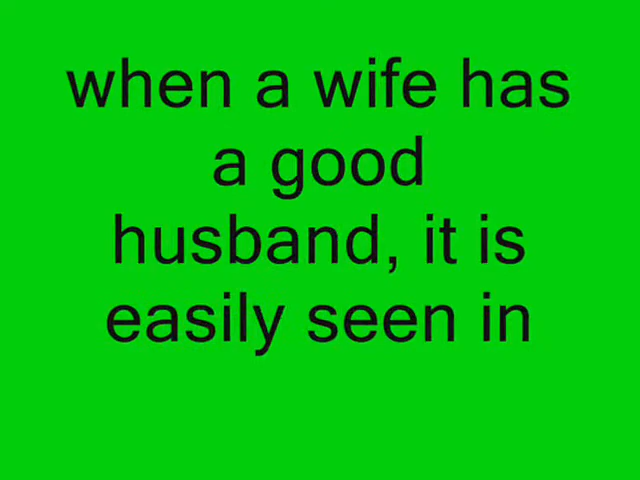 when a wife has
a good
husband, it is
easily seen in